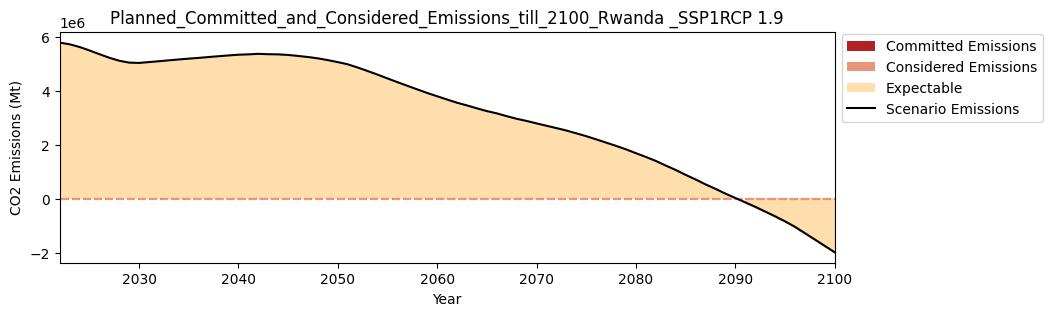 Planned_Committed_and_Considered_Emissions_till_2100_Rwanda _SSP1RCP 1.9
1e6
6
4
2
0
−2
CO2 Emissions (Mt)
2030 2040 2050 2060 2070 2080 2090 2100
Year
Committed Emissions
Considered Emissions
Expectable
Scenario Emissions